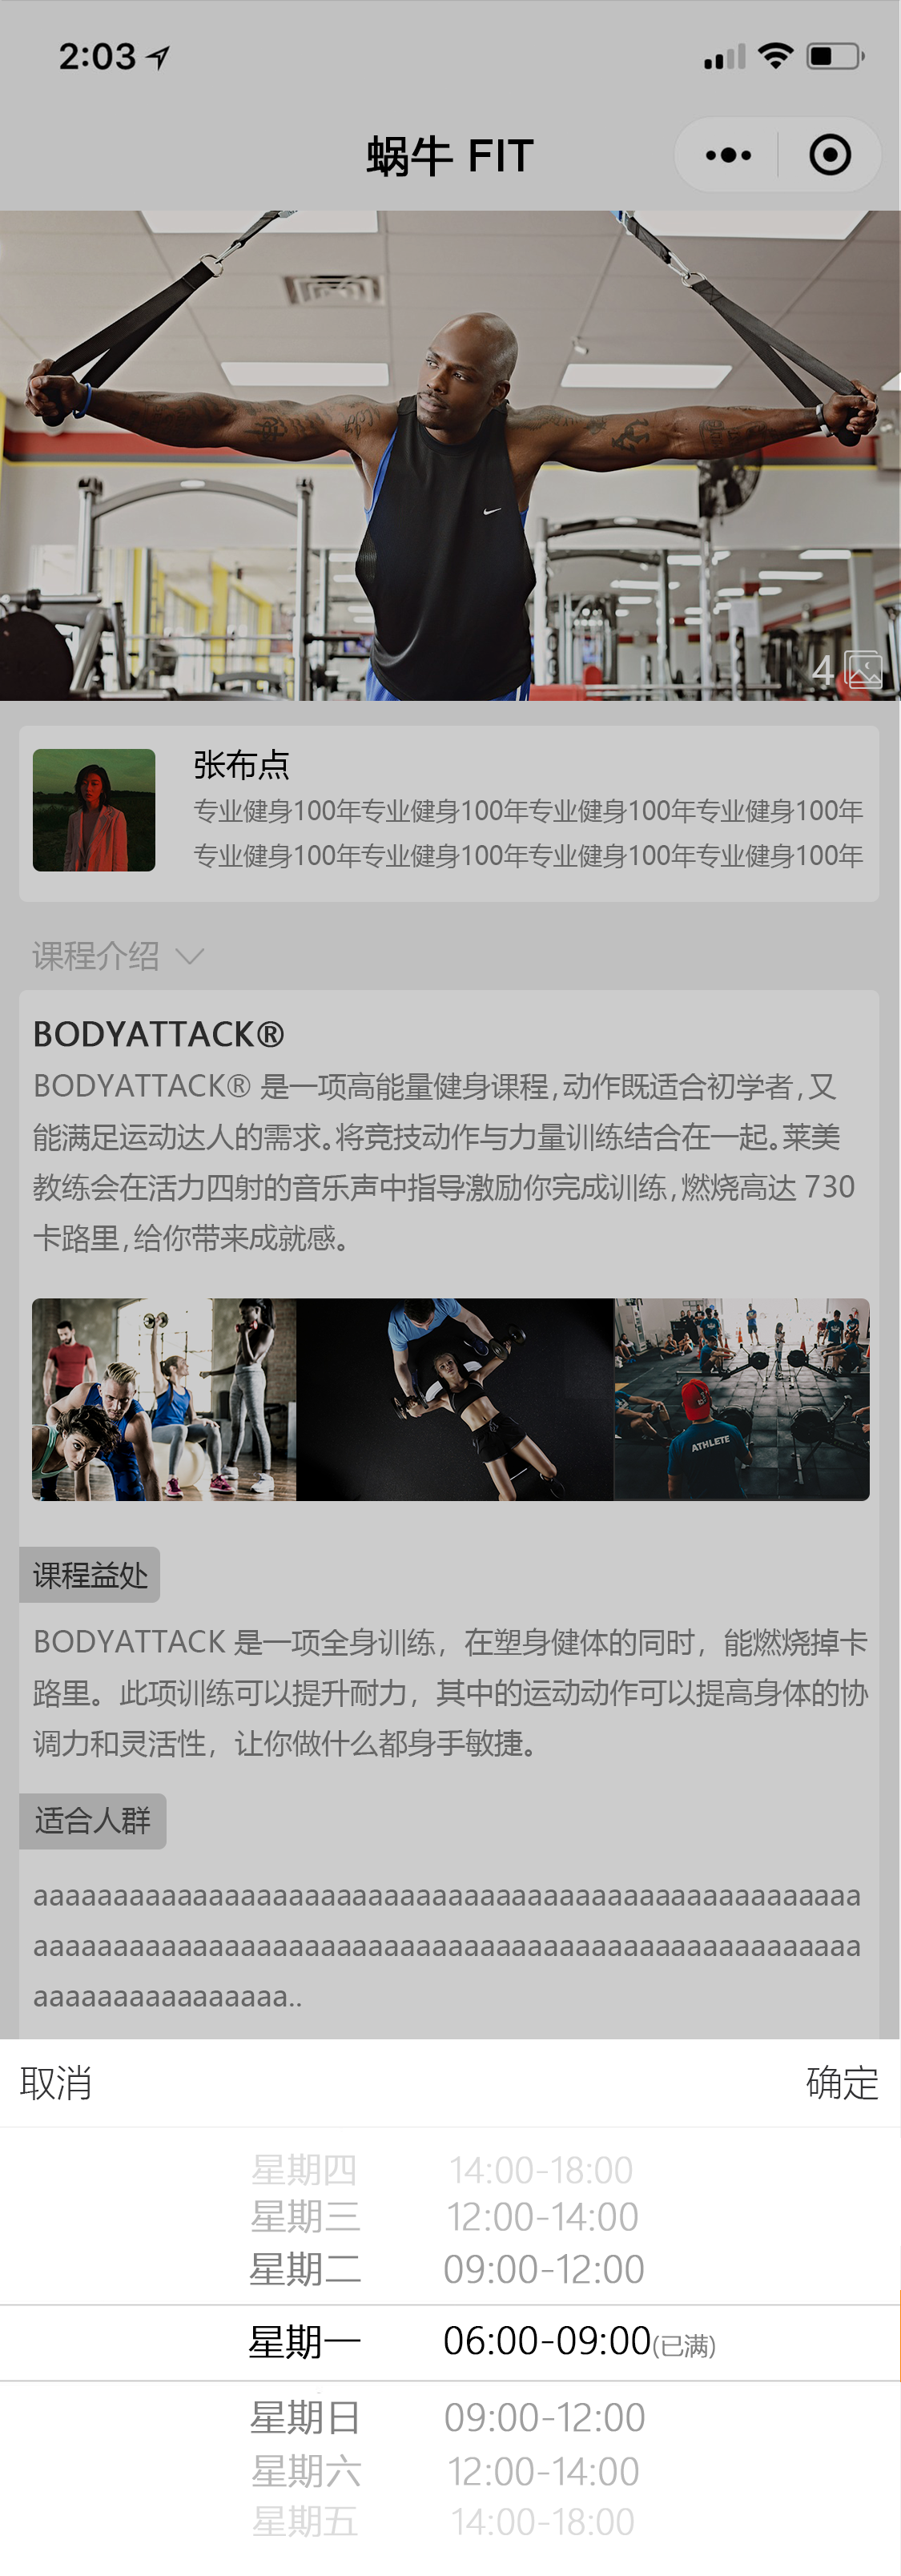 2:03
蜗牛 FIT
4
张布点
专业健身100年专业健身100年专业健身100年专业健身100年
专业健身100年专业健身100年专业健身100年专业健身100年
课程介绍
BODYATTACK®
BODYATTACK® 是一项高能量健身课程,动作既适合初学者,又
能满足运动达人的需求。将竞技动作与力量训练结合在一起。莱美
教练会在活力四射的音乐声中指导激励你完成训练,燃烧高达 730
卡路里,给你带来成就感。
ATHLETE
课程益处
BODYATTACK 是一项全身训练，在塑身健体的同时，能燃烧掉卡
路里。此项训练可以提升耐力，其中的运动动作可以提高身体的协
调力和灵活性，让你做什么都身手敏捷。
适合人群
aaaaaaaaaaaaaaaaaaaaaaaaaaaaaaaaaaaaaaaaaaaaaaaaaaaa
aaaaaaaaaaaaaaaaaaaaaaaaaaaaaaaaaaaaaaaaaaaaaaaaaaaa
aaaaaaaaaaaaaaaa..
取消 确定
星期四 14:00-18:00
星期三 12:00-14:00
星期二 09:00-12:00
星期一 06:00-09:00(已满)
星期日 09:00-12:00
星期六 12:00-14:00
星期五 14:00-18:00